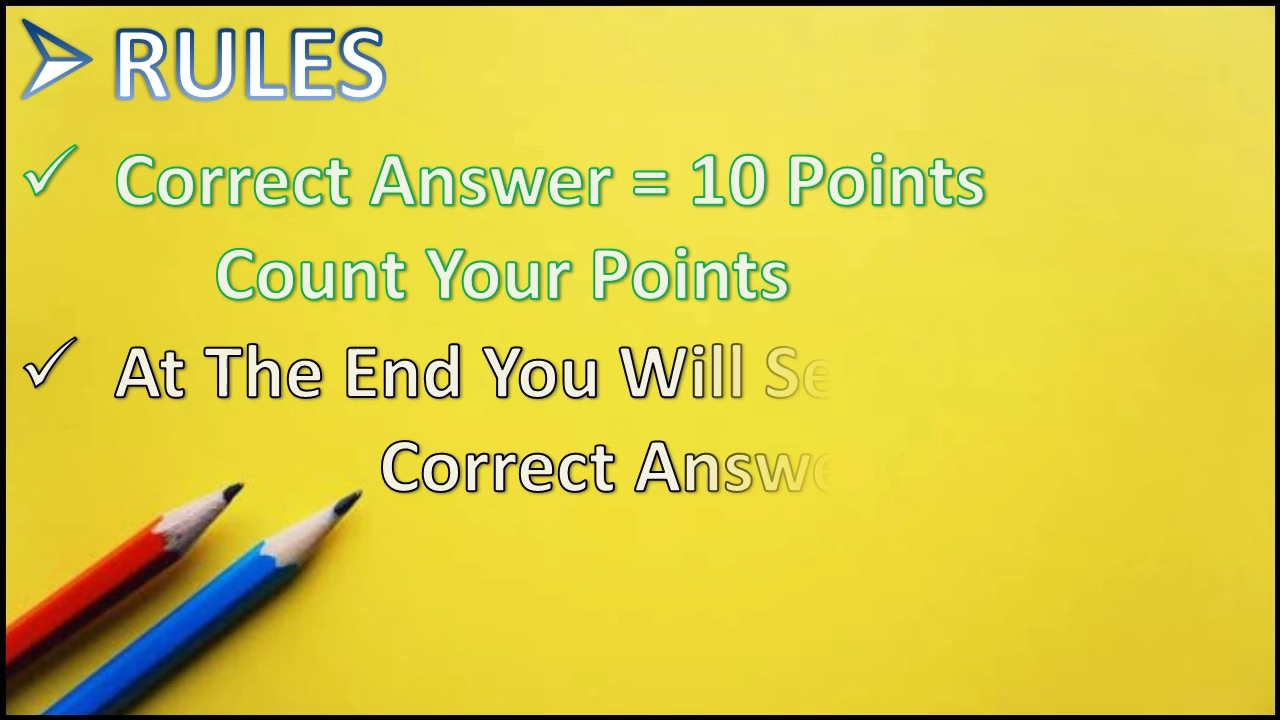 RULES
Correct Answer = 10 Points
Count Your Points
At The End You Will
Correct